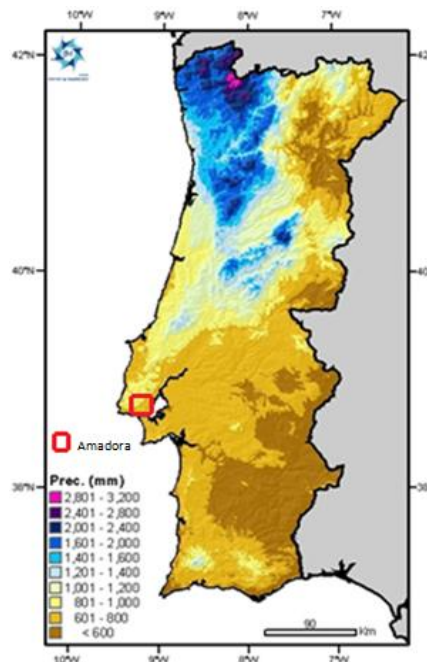 10°W 9°W 8°W 7°W
42°N 42°N
40°N 40°N
Amadora
38°N 38°N
Prec. (mm)
2,801 - 3,200
2,401 - 2,800
2,001 - 2,400
1,601 - 2,000
1,401 - 1,600
1,201 - 1,400
1,001 - 1,200
801 - 1,000
601 - 800
< 600
90
Km
10°W 9°W 8°W 7°W